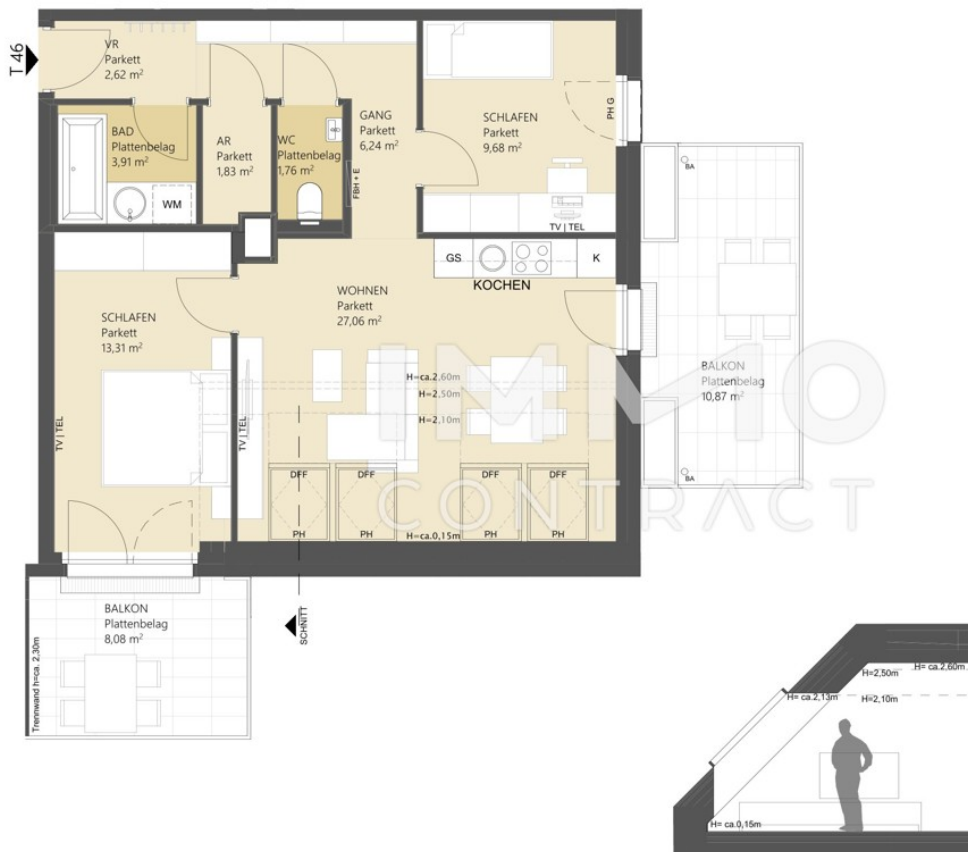 T 46
VR
Parkett
2,62 m²
BAD
Plattenbelag
3,91 m²
WM
AR
Parkett
1,83 m²
WC
Plattenbelag
1,76 m²
GANG
Parkett
6,24 m²
FBH + E
SCHLAFEN
Parkett
9,68 m²
PH G
TV | TEL
BA
SCHLAFEN
Parkett
13,31 m²
TV | TEL
WOHNEN
Parkett
27,06 m²
GS
K
KOCHEN
TV | TEL
H=ca.2,60m
H=2,50m
H=2,10m
DFF
DFF
DFF
DFF
PH
PH
PH
PH
H=ca.0,15m
BALKON
Plattenbelag
10,87 m²
BA
IMMO
CONTRACT
BALKON
Plattenbelag
8,08 m²
Trennwand h=ca. 2,30m
SCHNITT
H=2,50m
H= ca.2,60m
H= ca.2,13m
H=2,10m
H= ca.0,15m